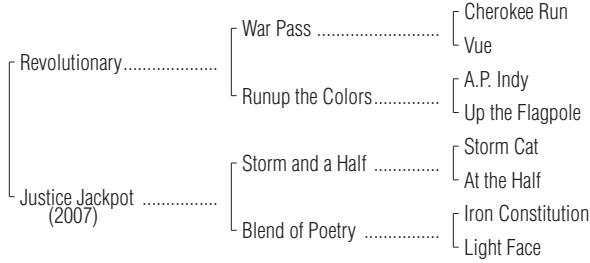 Cherokee Run
War Pass ........................
Vue
Revolutionary...................
A.P. Indy
Runup the Colors.............
Up the Flagpole
Storm Cat
Storm and a Half .............
At the Half
Justice Jackpot ...............
(2007)
Iron Constitution
Blend of Poetry ...............
Light Face